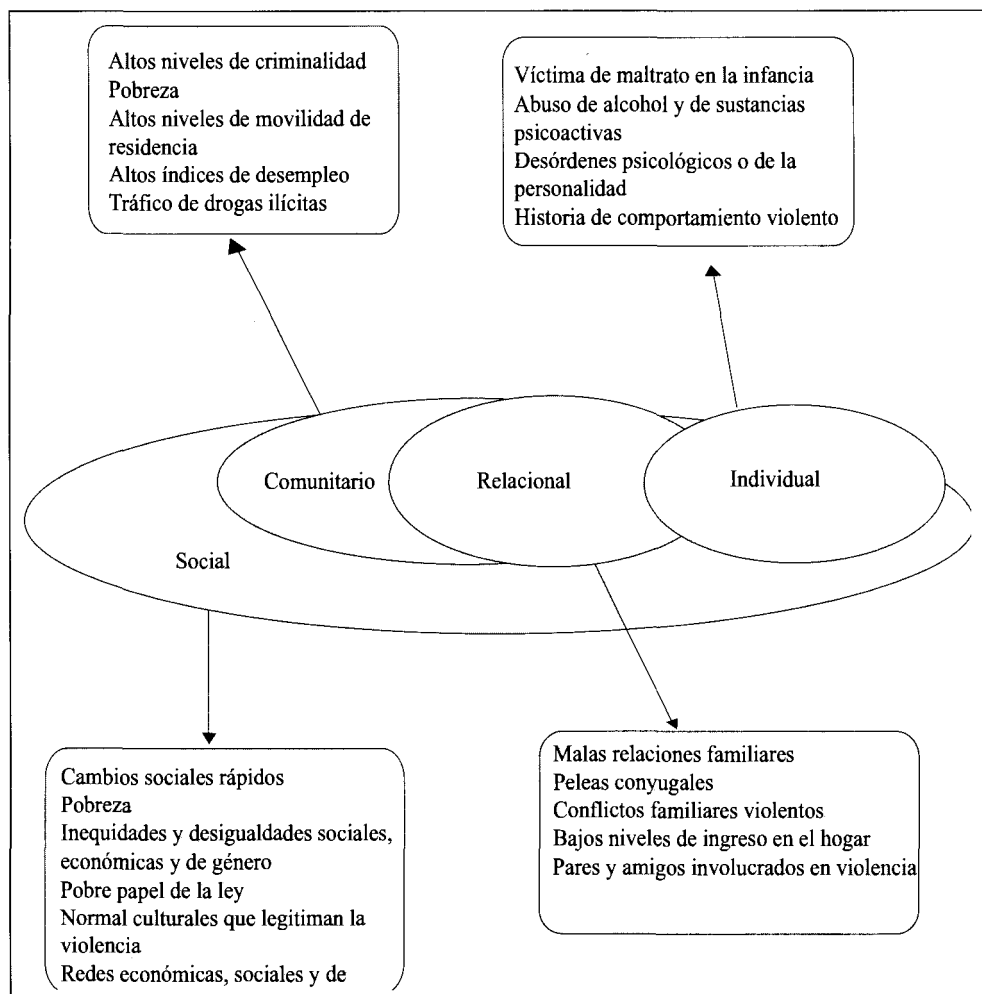 Altos niveles de criminalidad
Pobreza
Altos niveles de movilidad de
residencia
Altos índices de desempleo
Tráfico de drogas ilícitas
Víctima de maltrato en la infancia
Abuso de alcohol y de sustancias
psicoactivas
Desórdenes psicológicos o de la
personalidad
Historia de comportamiento violento
Comunitario
Relacional
Individual
Social
Cambios sociales rápidos
Pobreza
Inequidades y desigualdades sociales,
económicas y de género
Pobre papel de la ley
Normal culturales que legitiman la
violencia
Redes económicas, sociales y de
Malas relaciones familiares
Peleas conyugales
Conflictos familiares violentos
Bajos niveles de ingreso en el hogar
Pares y amigos involucrados en violencia